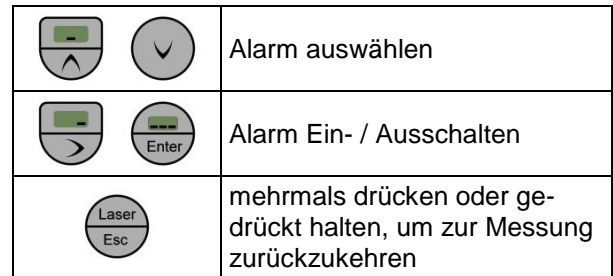 Alarm auswählen
Enter
Alarm Ein- / Ausschalten
Laser
Esc
mehrmals drücken oder ge-
drückt halten, um zur Messung
zurückzukehren